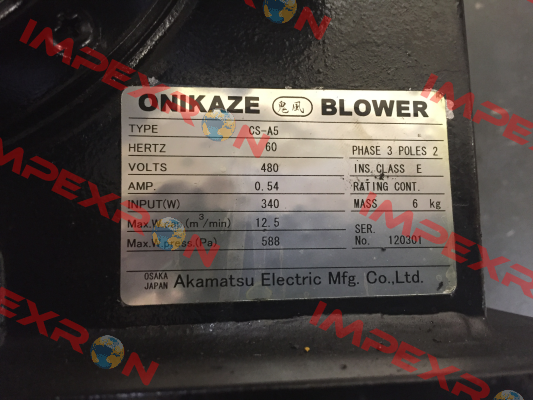 ONIKAZE 鬼風 BLOWER
TYPE CS-A5
HERTZ 60 PHASE 3 POLES 2
VOLTS 480 INS. CLASS E
AMP. 0.54 RATING CONT.
INPUT(W) 340 MASS 6 kg
Max.W.cap.(m³/min) 12.5 SER.
Max.W.press.(Pa) 588 No. 120301
OSAKA JAPAN Akamatsu Electric Mfg. Co.,Ltd.
IMPEXRON
IMPEXRON
IMPEXRON
IMPEXRON
IMPEXRON